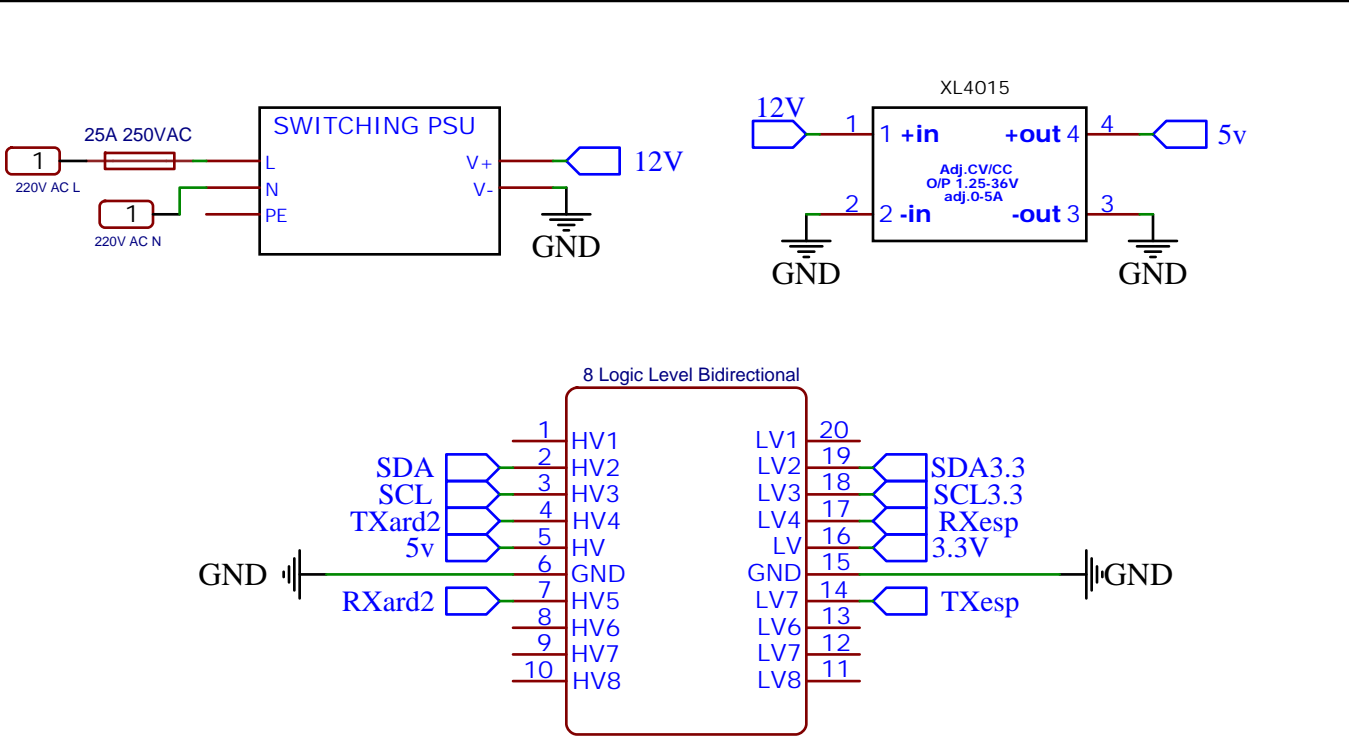 25A 250VAC
1
220V AC L
1
220V AC N
SWITCHING PSU
L
N
PE
V+
V-
12V
GND
XL4015
12V
1
1 +in
+out 4
4
5v
Adj.CV/CC
O/P 1.25-36V
adj.0-5A
2
2 -in
-out 3
3
GND
GND
8 Logic Level Bidirectional
1 HV1 LV1 20
SDA 2 HV2 LV2 19 SDA3.3
SCL 3 HV3 LV3 18 SCL3.3
TXard2 4 HV4 LV4 17 RXesp
5v 5 HV LV 16 3.3V
GND 6 GND GND 15 GND
RXard2 7 HV5 LV7 14 TXesp
8 HV6 LV6 13
9 HV7 LV7 12
10 HV8 LV8 11